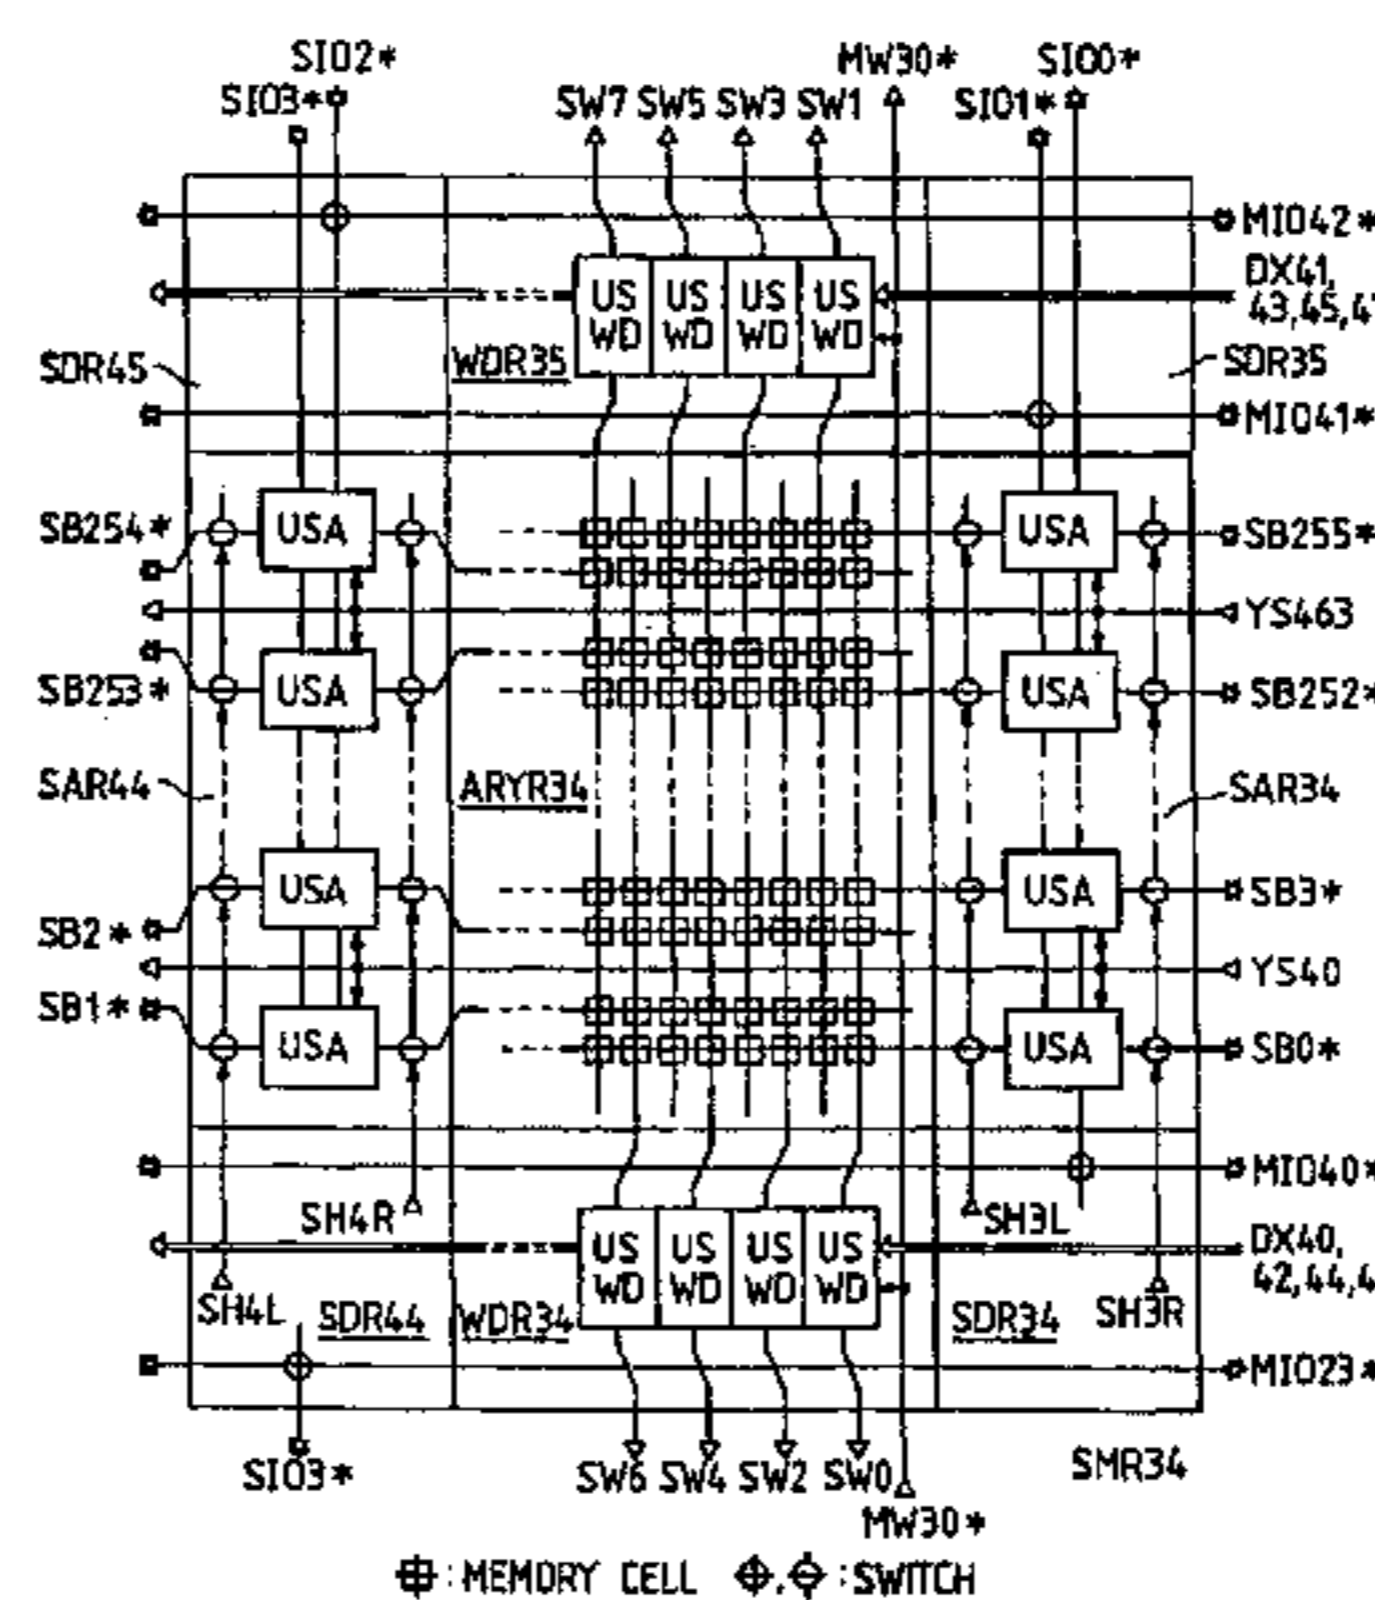 SIO2* MW30* SIO0*
SIO3* SW7 SW5 SW3 SW1 SIO1*
MIO42*
US US US US DX41,
WD WD WD WD 43,45,4
SDR45 WDR35 SDR35
MIO41*
SB254* USA USA SB255*
YS463
SB253* USA USA SB252*
SAR44 ARYR34 SAR34
USA USA SB3*
SB2*
YS40
SB1*
USA USA SB0*
MIO40*
SH4R SH3L
US US US US DX40,
WD WD WD WD 42,44,4
SH4L SDR44 WDR34 SDR34 SH3R
MIO23*
SIO3* SW6 SW4 SW2 SW0 SMR34
MW30*
: MEMORY CELL , : SWITCH